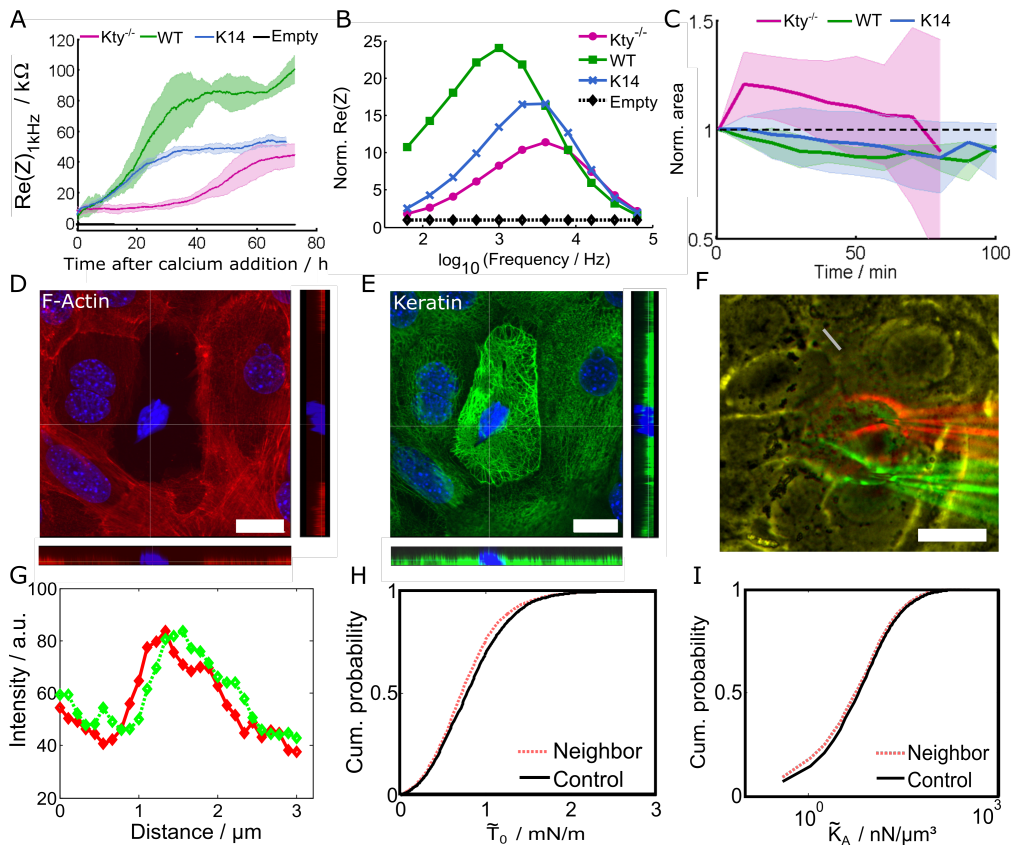 A
Kty-/-
WT
K14
Empty
Re(Z)1kHz / kΩ
120
100
80
60
40
20
0
0
20
40
60
80
Time after calcium addition / h
B
Kty-/-
WT
K14
Empty
Norm. Re(Z)
25
20
15
10
5
0
2
3
4
5
log10(Frequency / Hz)
C
Kty-/-
WT
K14
Norm. area
1.5
1
0.5
0
50
100
Time / min
D
F-Actin
E
Keratin
F
G
Intensity / a.u.
100
80
60
40
20
0
1
2
3
Distance / µm
H
Cum. probability
1
0.5
0
0
1
2
3
Neighbor
Control
T̃0 / mN/m
I
Cum. probability
1
0.5
0
10^0
10^3
Neighbor
Control
K̃A / nN/µm³